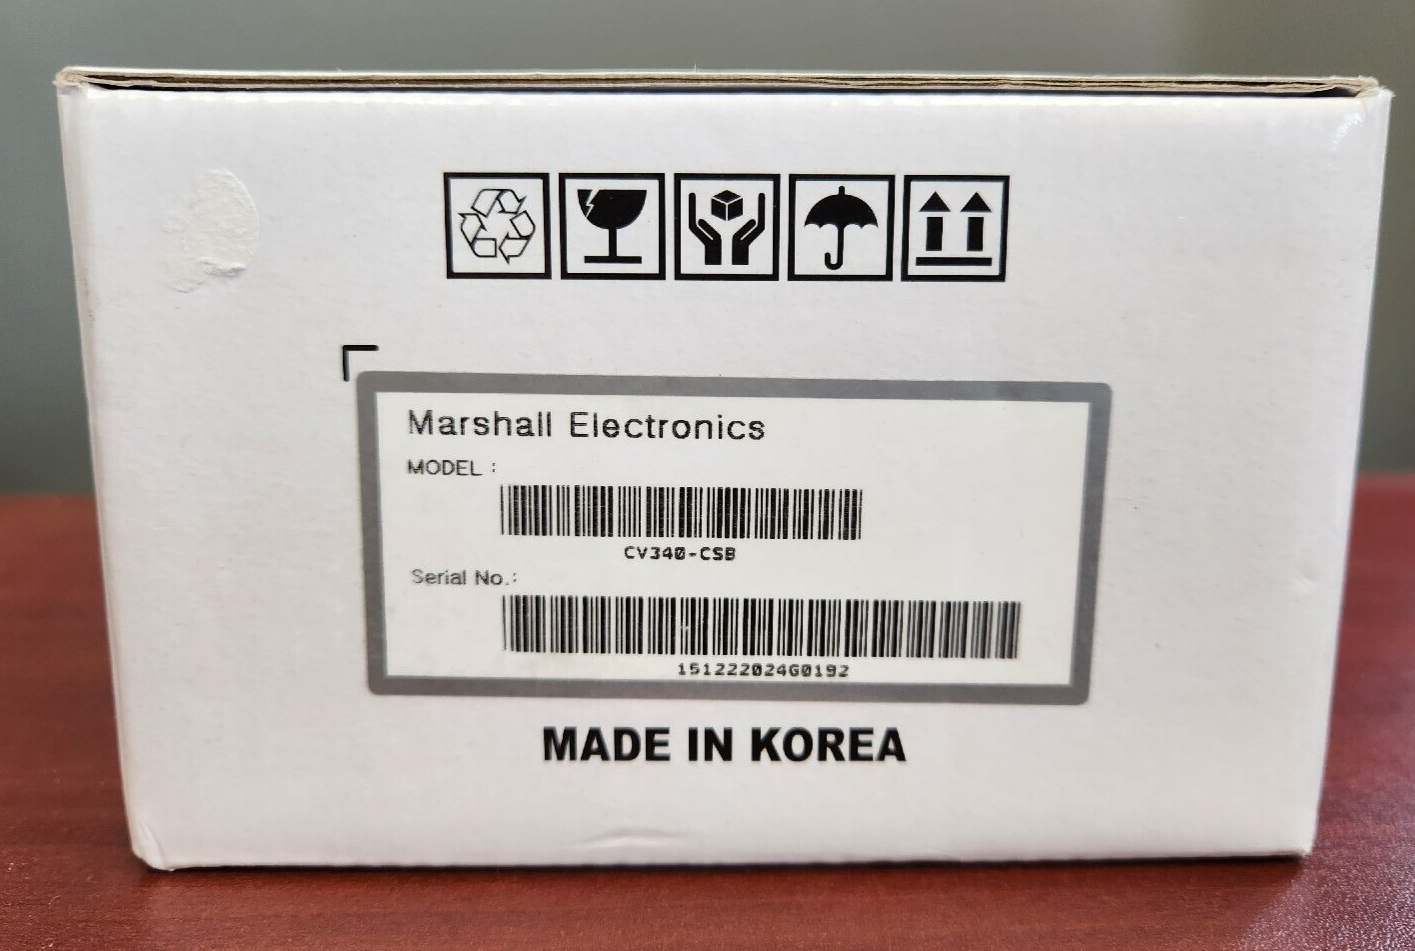 Marshall Electronics
MODEL :
CV340-CSB
Serial No.:
151222024G0192
MADE IN KOREA